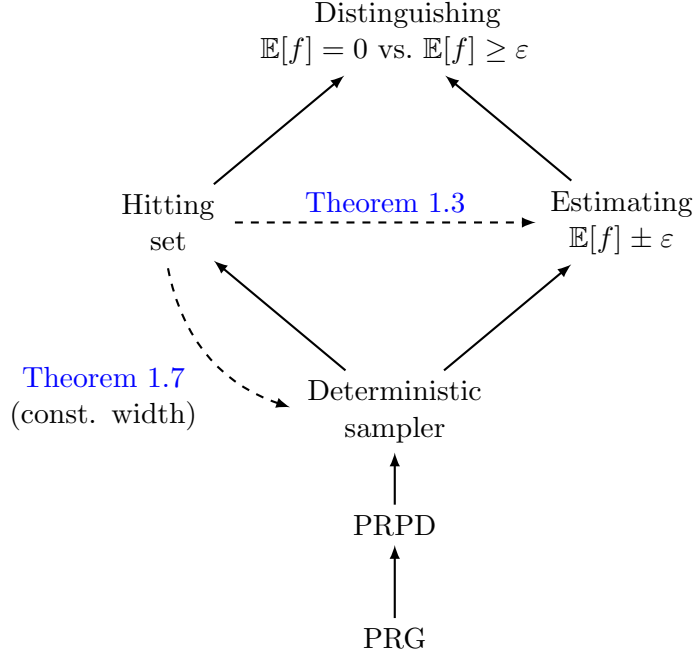 Distinguishing
𝔼[f] = 0 vs. 𝔼[f] ≥ ε
Hitting
set
Theorem 1.3
Estimating
𝔼[f] ± ε
Theorem 1.7
(const. width)
Deterministic
sampler
PRPD
PRG